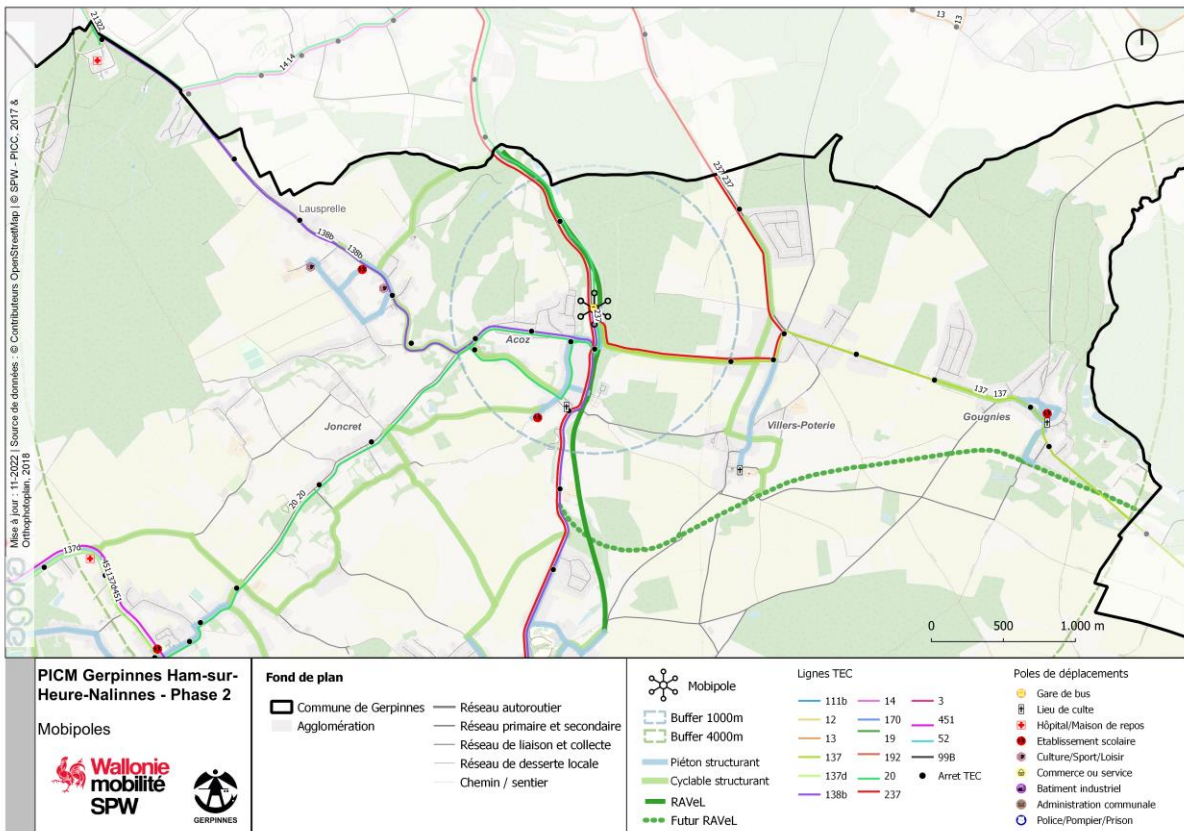 Mise à jour : 11-2022 | Source de données : © Contributeurs OpenStreetMap | © SPW - PICC, 2017 &
Orthophotoplan, 2018
14 14
13
13
237 237
Lausprelle
138b
138b
237
Acoz
137 137
Gougnies
Joncret
Villers-Poterie
20 20
137d
451
137d
451
0 500 1.000 m
PICM Gerpinnes Ham-sur-
Heure-Nalinnes - Phase 2
Mobipoles
Wallonie
mobilité
SPW
GERPINNES
Fond de plan
Commune de Gerpinnes
Agglomération
Réseau autoroutier
Réseau primaire et secondaire
Réseau de liaison et collecte
Réseau de desserte locale
Chemin / sentier
Mobipole
Buffer 1000m
Buffer 4000m
Piéton structurant
Cyclable structurant
RAVeL
Futur RAVeL
Lignes TEC
111b
12
13
137
137d
138b
14
170
19
192
20
237
3
451
52
99B
Arret TEC
Poles de déplacements
Gare de bus
Lieu de culte
Hôpital/Maison de repos
Etablissement scolaire
Culture/Sport/Loisir
Commerce ou service
Batiment industriel
Administration communale
Police/Pompier/Prison